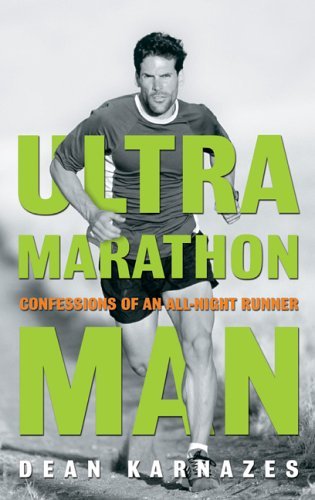 ULTRA
MARATHON
CONFESSIONS OF AN ALL-NIGHT RUNNER
MAN
DEAN KARNAZES